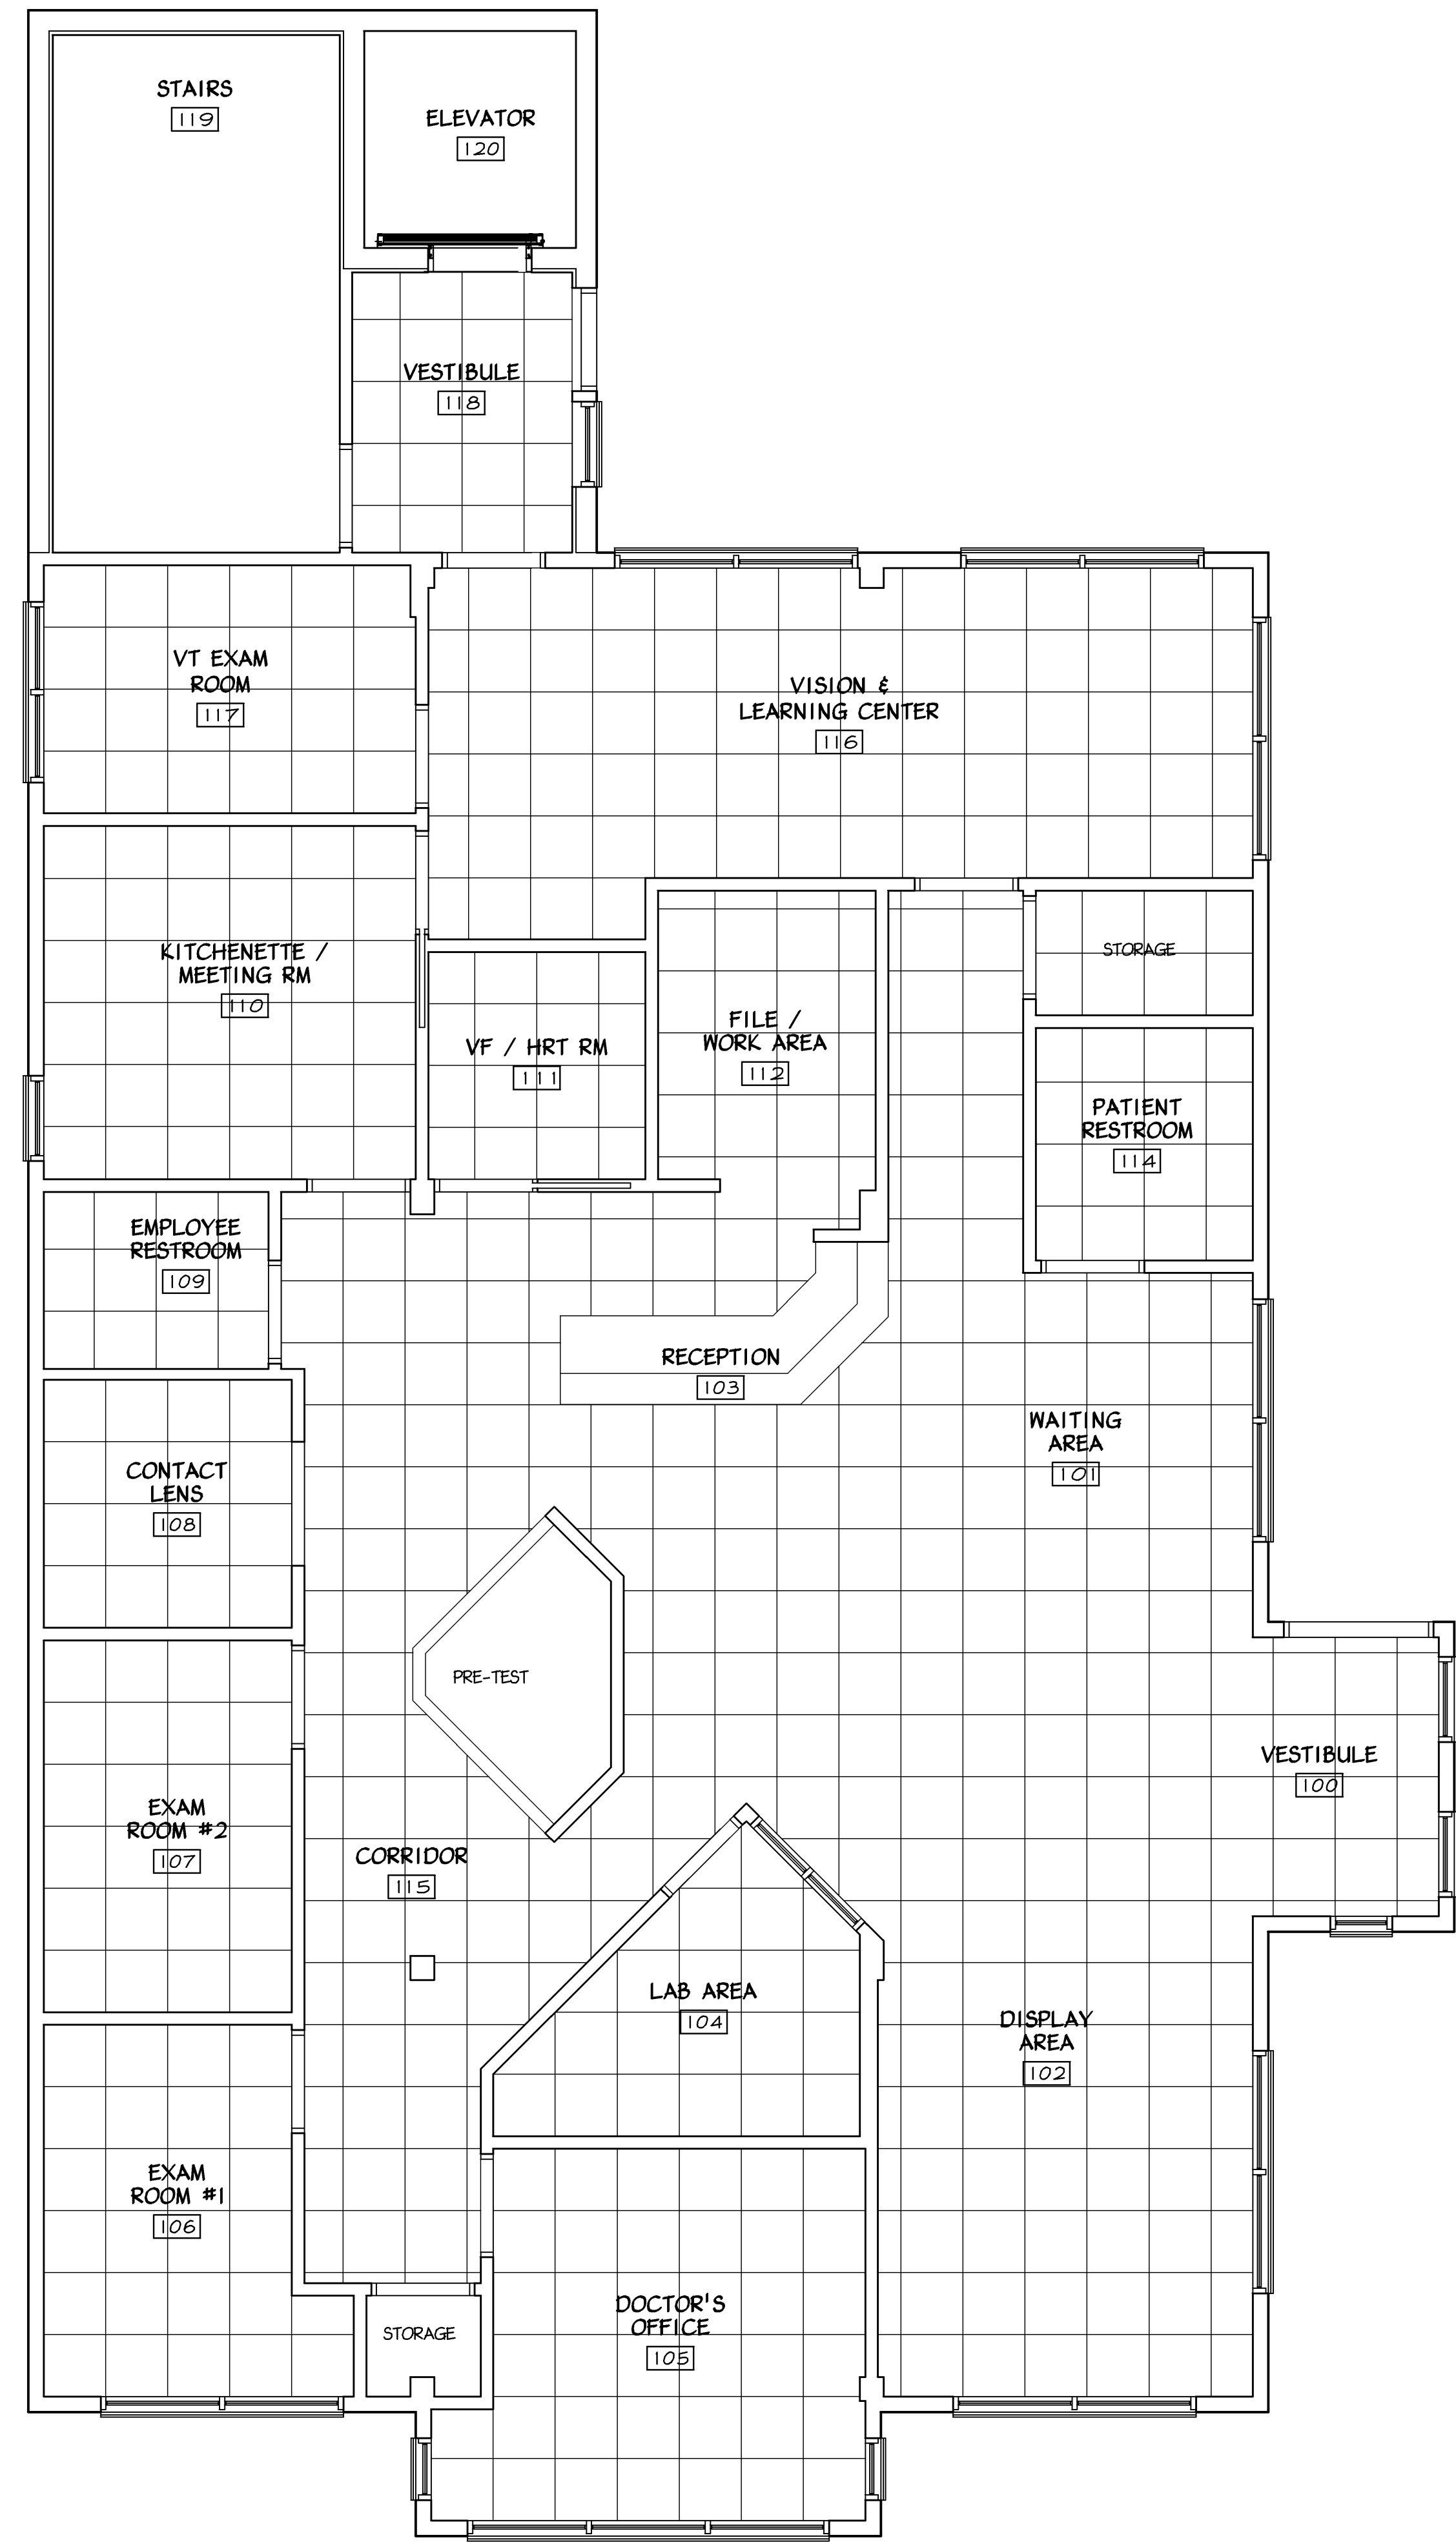 STAIRS
119
ELEVATOR
120
VESTIBULE
118
VT EXAM
ROOM
117
VISION &
LEARNING CENTER
116
KITCHENETTE /
MEETING RM
110
VF / HRT RM
111
FILE /
WORK AREA
112
STORAGE
PATIENT
RESTROOM
114
EMPLOYEE
RESTROOM
109
RECEPTION
103
WAITING
AREA
101
CONTACT
LENS
108
PRE-TEST
VESTIBULE
100
EXAM
ROOM #2
107
CORRIDOR
115
LAB AREA
104
DISPLAY
AREA
102
EXAM
ROOM #1
106
STORAGE
DOCTOR'S
OFFICE
105